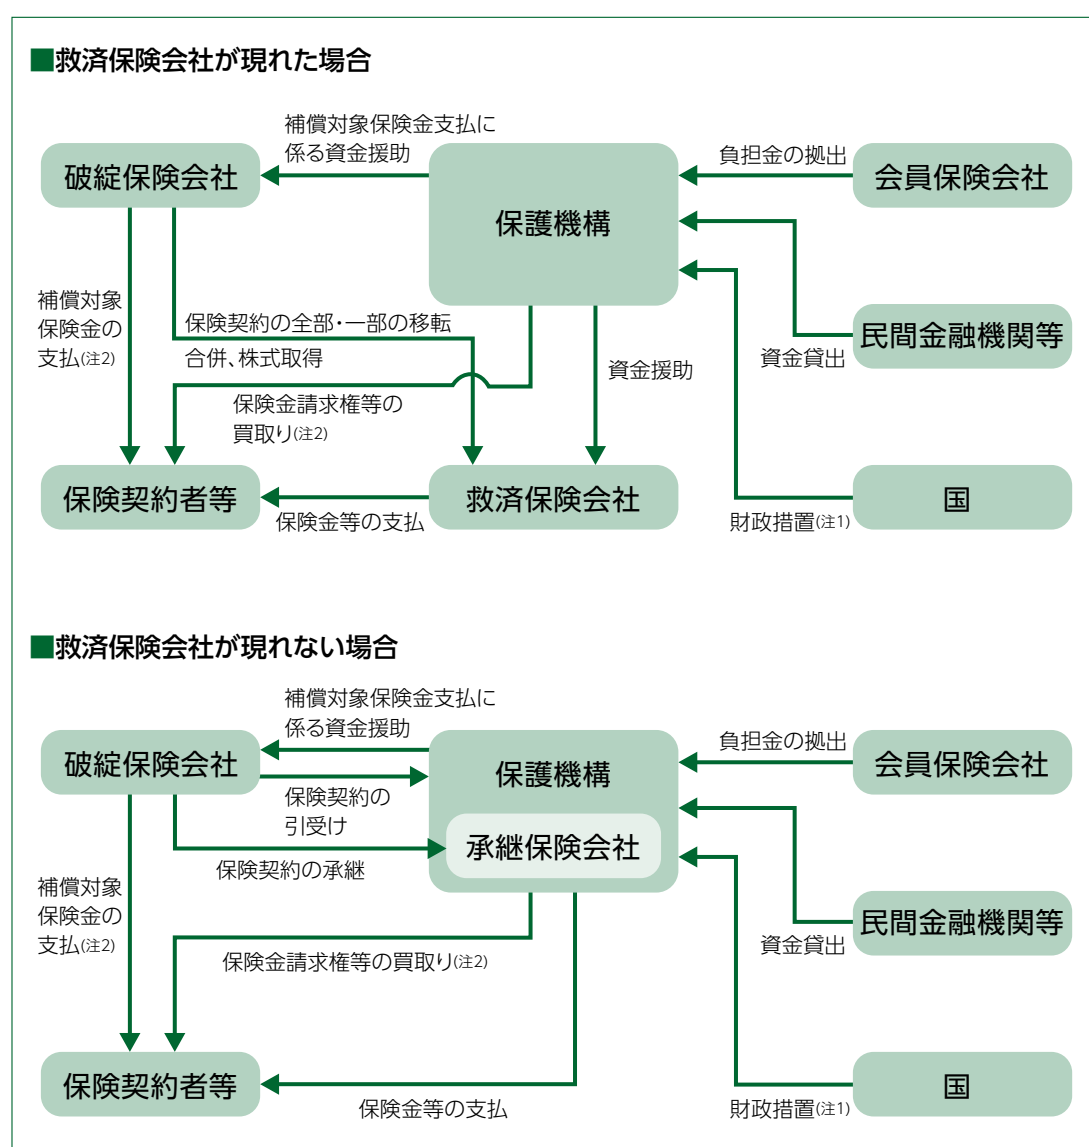 ■救済保険会社が現れた場合
補償対象保険金支払に
係る資金援助
負担金の拠出
破綻保険会社
保護機構
会員保険会社
補償対象
保険金の
支払(注2)
保険契約の全部・一部の移転
合併、株式取得
保険金請求権等の
買取り(注2)
資金援助
民間金融機関等
資金貸出
保険契約者等
救済保険会社
国
保険金等の支払
財政措置(注1)
■救済保険会社が現れない場合
補償対象保険金支払に
係る資金援助
負担金の拠出
破綻保険会社
保護機構
会員保険会社
保険契約の
引受け
承継保険会社
保険契約の承継
補償対象
保険金の
支払(注2)
民間金融機関等
資金貸出
保険金請求権等の買取り(注2)
保険契約者等
国
保険金等の支払
財政措置(注1)